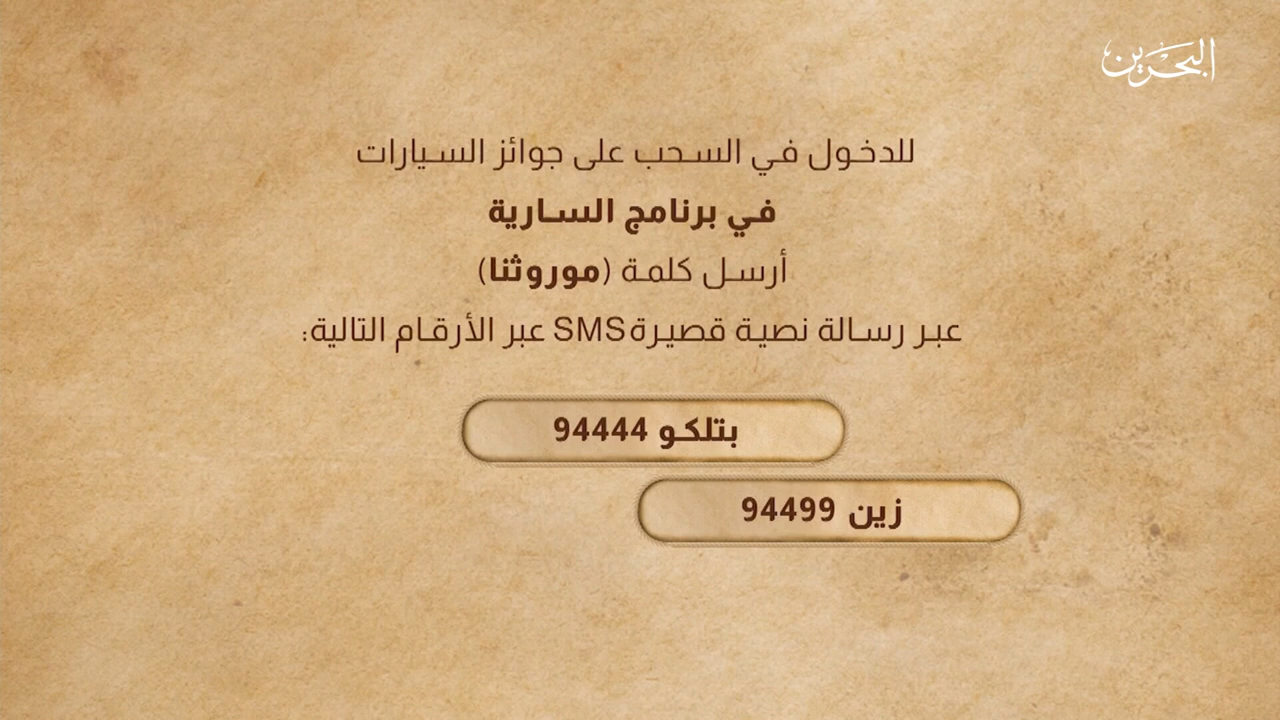 البحرين
للدخول في السحب على جوائز السيارات
في برنامج السارية
أرسل كلمة (موروثنا)
عبر رسالة نصية قصيرة SMS عبر الأرقام التالية:
بتلكو 94444
زين 94499